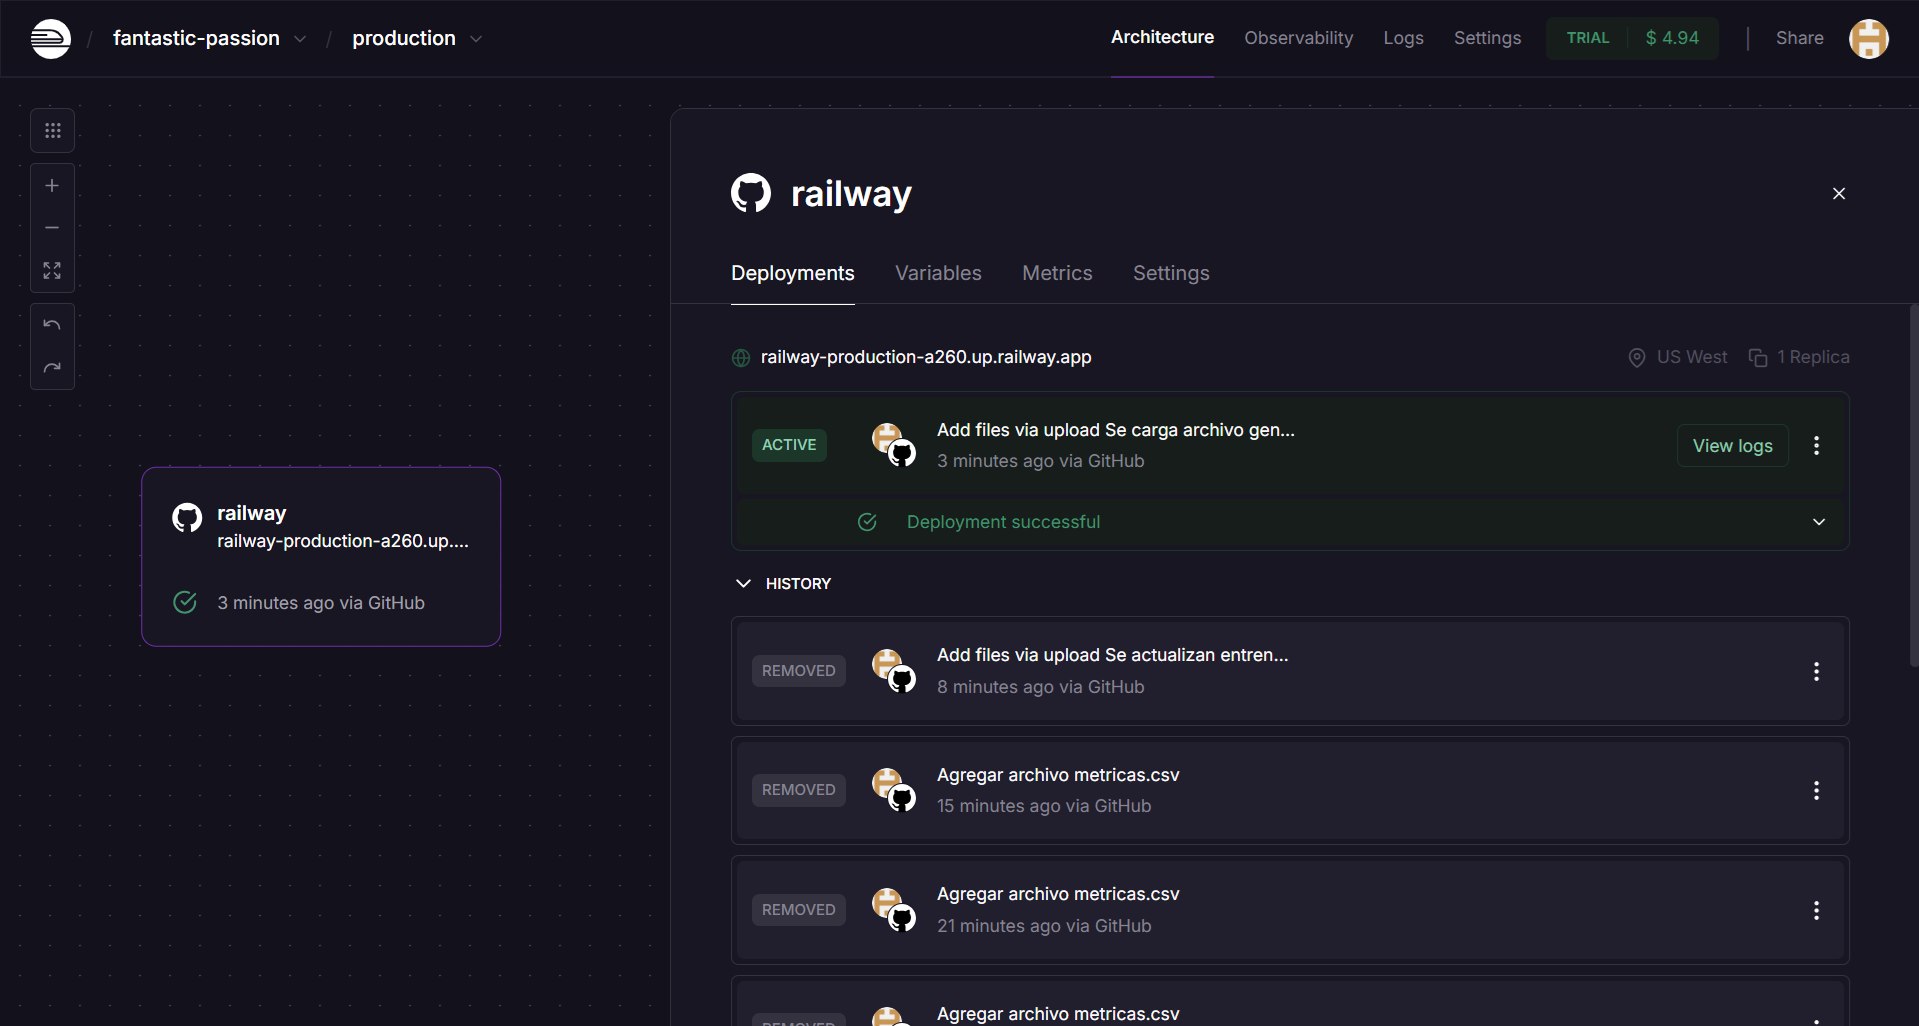 / fantastic-passion / production
Architecture Observability Logs Settings TRIAL $ 4.94 Share
railway
Deployments Variables Metrics Settings
railway-production-a260.up.railway.app US West 1 Replica
ACTIVE
Add files via upload Se carga archivo gen...
3 minutes ago via GitHub
View logs
Deployment successful
HISTORY
REMOVED
Add files via upload Se actualizan entren...
8 minutes ago via GitHub
REMOVED
Agregar archivo metricas.csv
15 minutes ago via GitHub
REMOVED
Agregar archivo metricas.csv
21 minutes ago via GitHub
REMOVED
Agregar archivo metricas.csv
railway
railway-production-a260.up....
3 minutes ago via GitHub